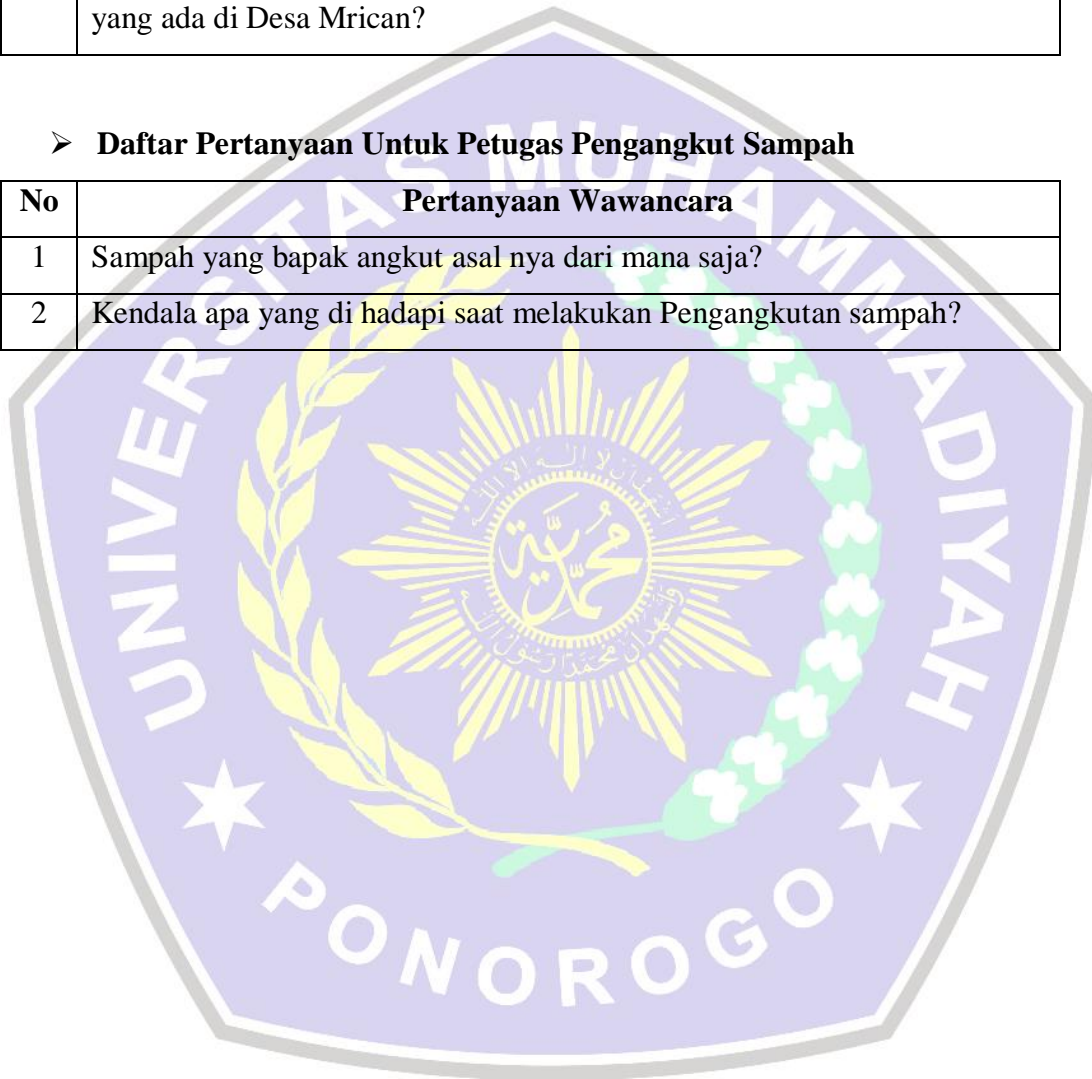 yang ada di Desa Mrican?
➢ Daftar Pertanyaan Untuk Petugas Pengangkut Sampah
No Pertanyaan Wawancara
1 Sampah yang bapak angkut asal nya dari mana saja?
2 Kendala apa yang di hadapi saat melakukan Pengangkutan sampah?
UNIVERSITAS MUHAMMADIYAH
PONOROGO
محمد